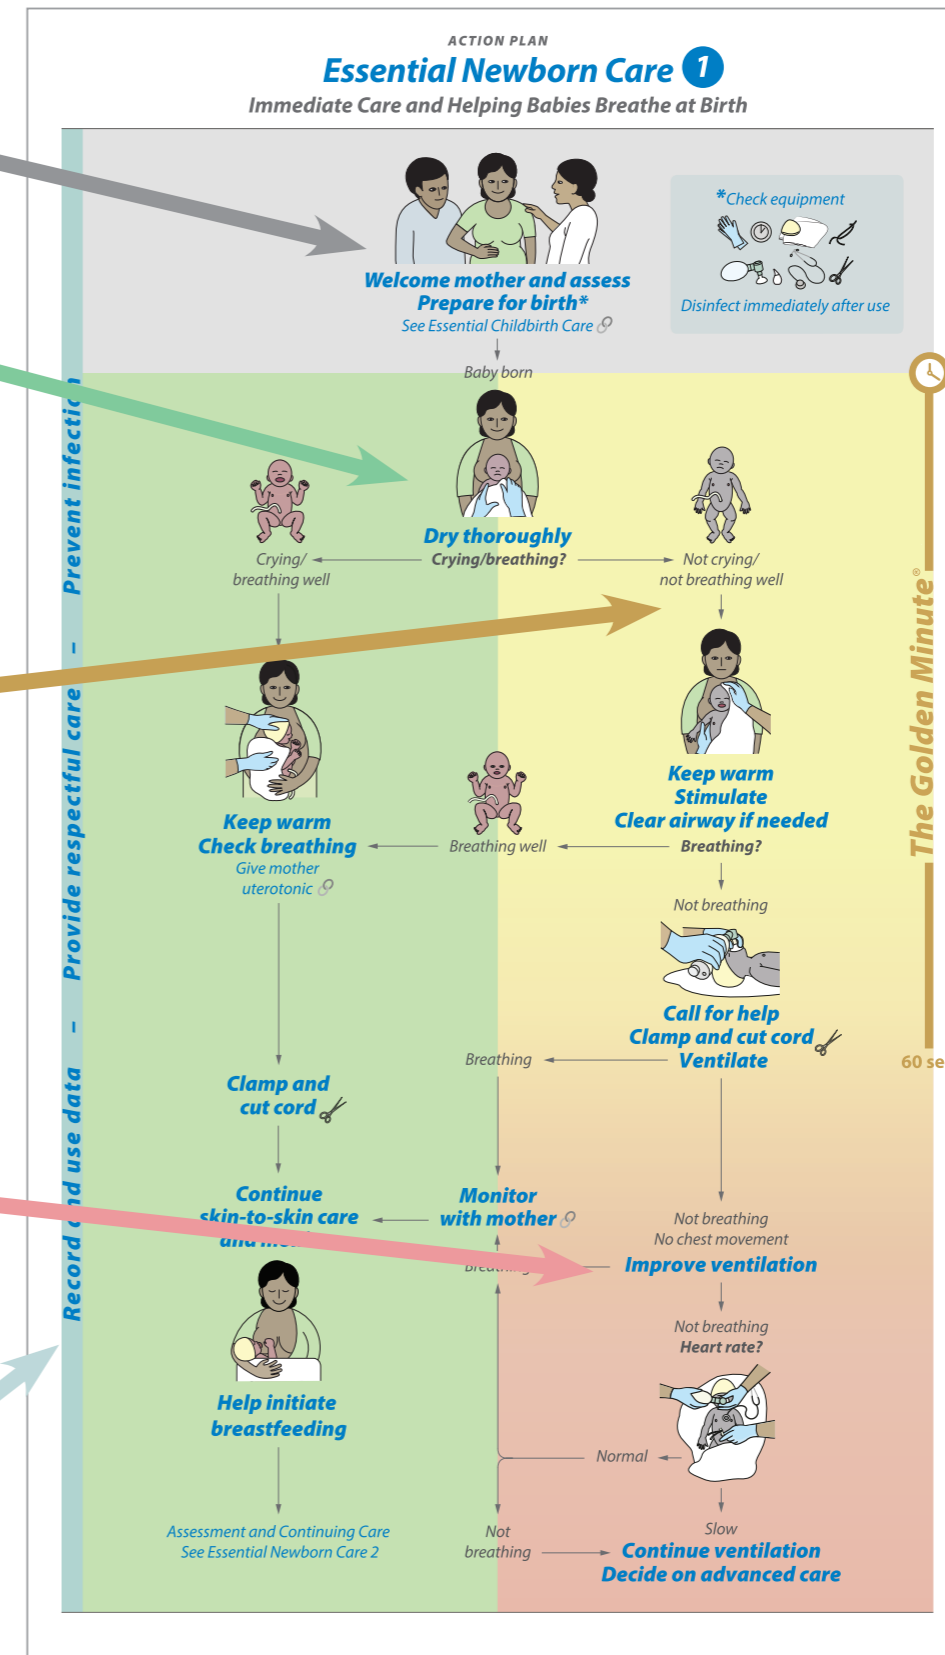 ACTION PLAN
Essential Newborn Care 1
Immediate Care and Helping Babies Breathe at Birth
Welcome mother and assess
Prepare for birth*
See Essential Childbirth Care
*Check equipment
Disinfect immediately after use
Baby born
Dry thoroughly
Crying/breathing?
Crying/
breathing well
Not crying/
not breathing well
Keep warm
Check breathing
Give mother
uterotonic
Breathing well
Keep warm
Stimulate
Clear airway if needed
Breathing?
Not breathing
Call for help
Clamp and cut cord
Ventilate
Breathing
Clamp and
cut cord
Continue
skin-to-skin care
Monitor
with mother
Not breathing
No chest movement
Improve ventilation
Breathing
Not breathing
Heart rate?
Help initiate
breastfeeding
Normal
Assessment and Continuing Care
See Essential Newborn Care 2
Not
breathing
Slow
Continue ventilation
Decide on advanced care
Record and use data – Provide respectful care – Prevent infection
The Golden Minute®
60 se